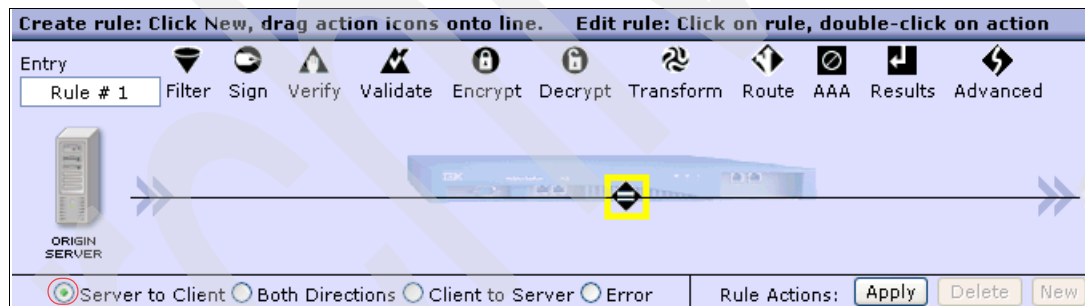 Create rule: Click New, drag action icons onto line. Edit rule: Click on rule, double-click on action
Entry
Rule # 1
Filter Sign Verify Validate Encrypt Decrypt Transform Route AAA Results Advanced
ORIGIN
SERVER
Server to Client Both Directions Client to Server Error
Rule Actions: Apply Delete New